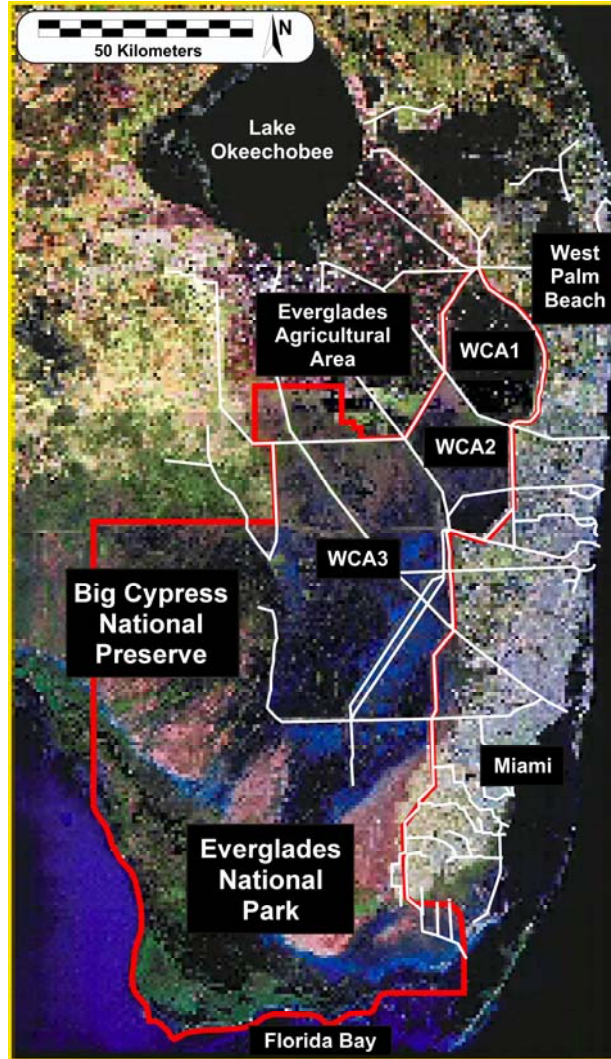 N
50 Kilometers
Lake
Okeechobee
West
Palm
Beach
Everglades
Agricultural
Area
WCA1
WCA2
WCA3
Big Cypress
National
Preserve
Miami
Everglades
National
Park
Florida Bay